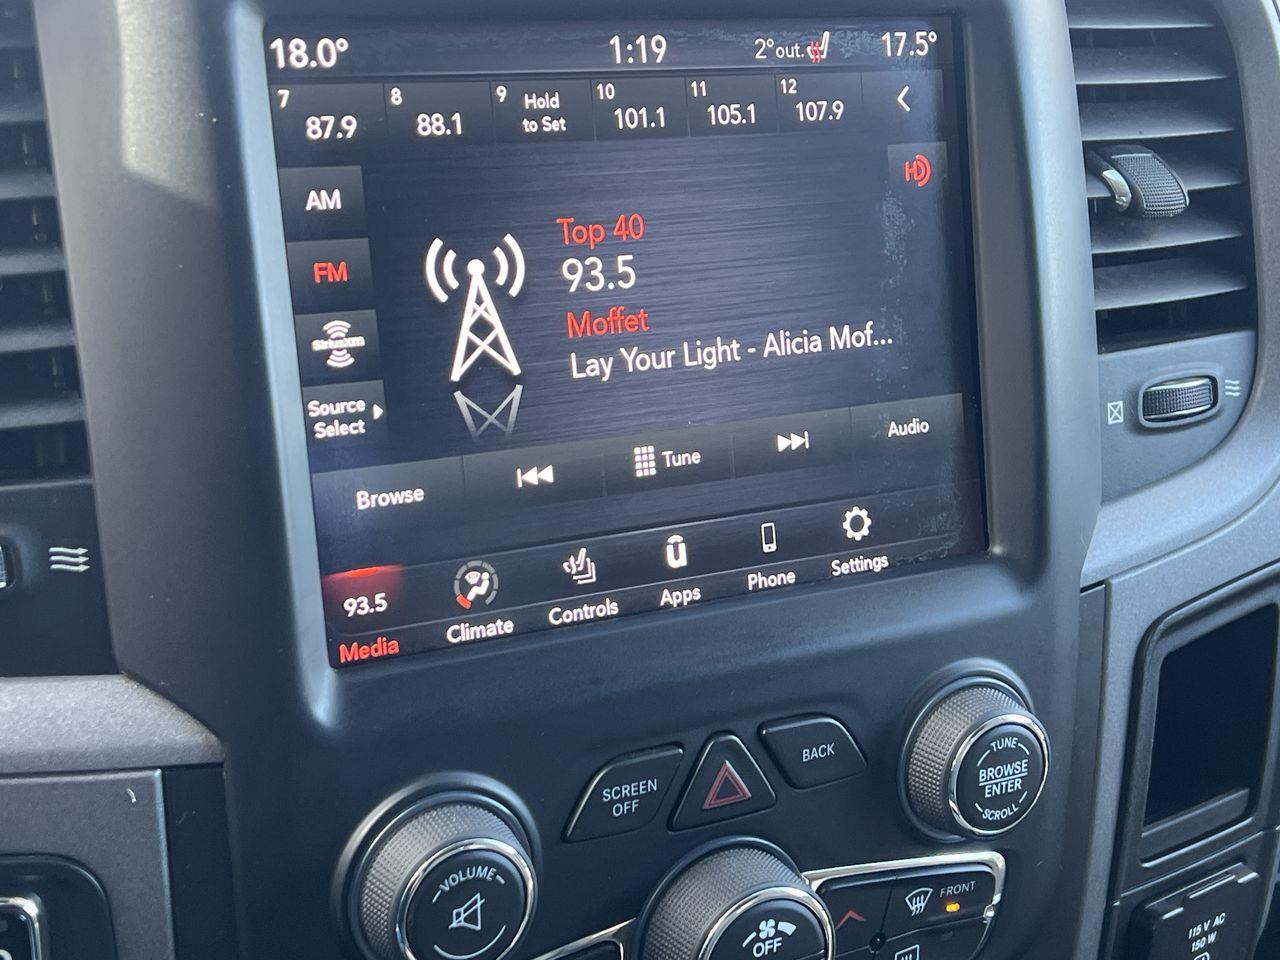 18.0° 1:19 2°out. 17.5°
7 87.9 8 88.1 9 Hold to Set 10 101.1 11 105.1 12 107.9
HD
AM
FM
SiriusXM
Source
Select
Top 40
93.5
Moffet
Lay Your Light - Alicia Mof...
Browse Tune Audio
93.5
Media Climate Controls Apps Phone Settings
SCREEN
OFF
BACK
TUNE
BROWSE
ENTER
SCROLL
VOLUME
OFF
FRONT
115 V AC
150 W